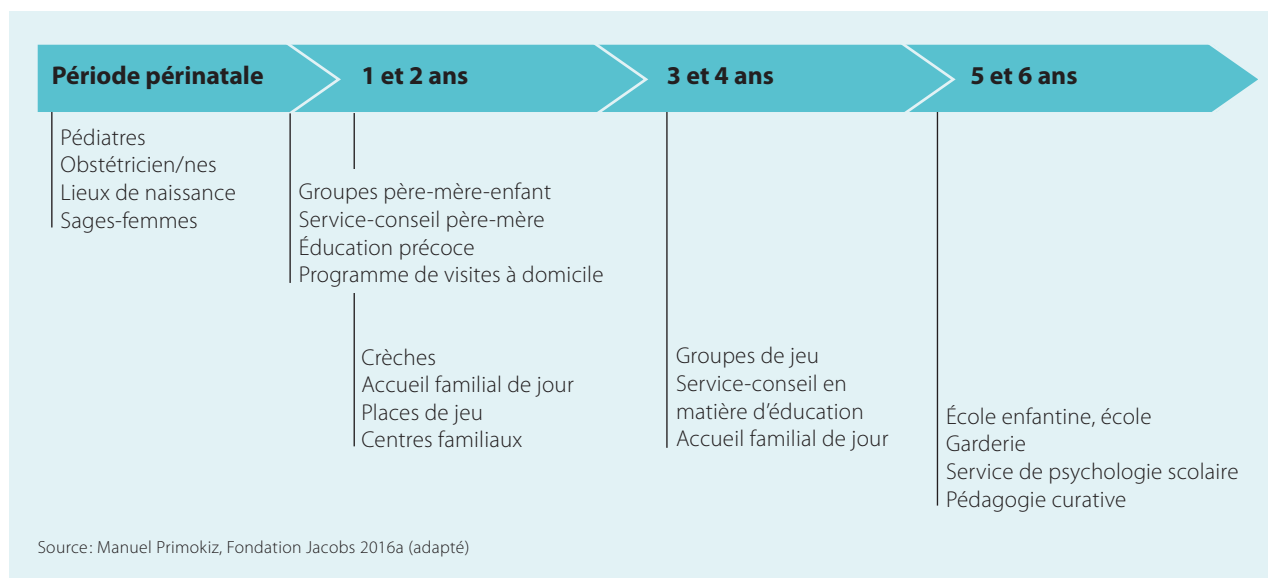 Période périnatale
1 et 2 ans
3 et 4 ans
5 et 6 ans
Pédiatres
Obstétricien/nes
Lieux de naissance
Sages-femmes
Groupes père-mère-enfant
Service-conseil père-mère
Éducation précoce
Programme de visites à domicile
Crèches
Accueil familial de jour
Places de jeu
Centres familiaux
Groupes de jeu
Service-conseil en
matière d’éducation
Accueil familial de jour
École enfantine, école
Garderie
Service de psychologie scolaire
Pédagogie curative
Source: Manuel Primokiz, Fondation Jacobs 2016a (adapté)